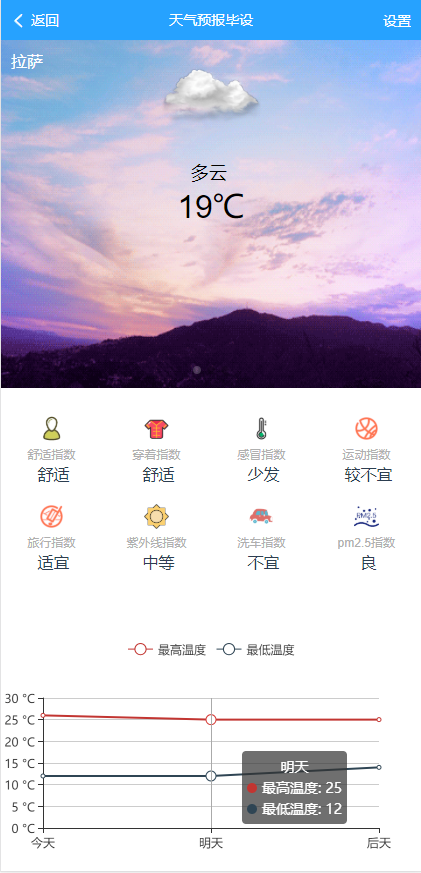 返回 天气预报毕设 设置
拉萨
多云
19℃
舒适指数 穿着指数 感冒指数 运动指数
舒适 舒适 少发 较不宜
PM2.5
旅行指数 紫外线指数 洗车指数 pm2.5指数
适宜 中等 不宜 良
最高温度 最低温度
30 °C
25 °C
20 °C
15 °C
明天
10 °C
最高温度: 25
5 °C
最低温度: 12
0 °C
今天 明天 后天